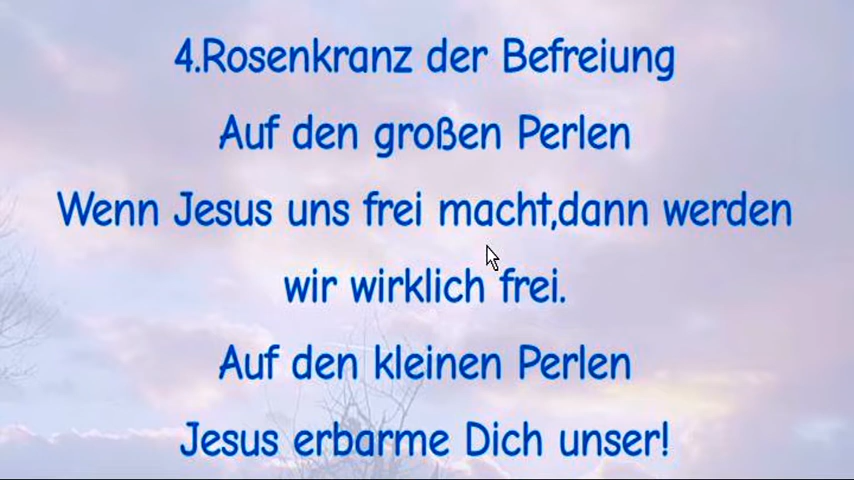 4.Rosenkranz der Befreiung
Auf den großen Perlen
Wenn Jesus uns frei macht,dann werden
wir wirklich frei.
Auf den kleinen Perlen
Jesus erbarme Dich unser!